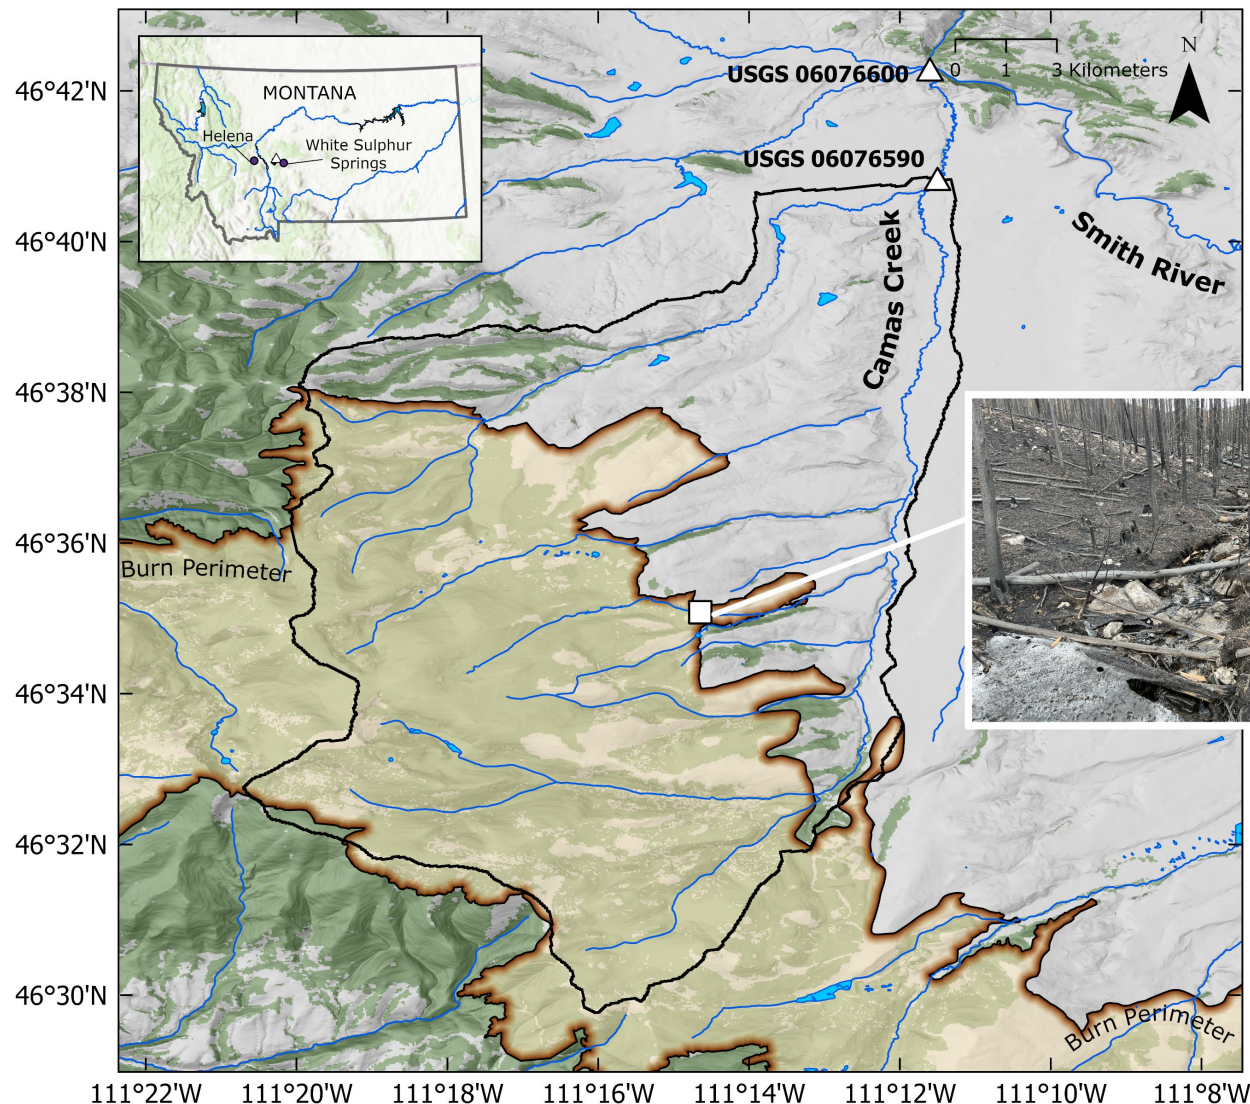 MONTANA
Helena
White Sulphur
Springs
USGS 06076600
0 1 3 Kilometers
N
USGS 06076590
Camas Creek
Smith River
Burn Perimeter
Burn Perimeter
46°42'N
46°40'N
46°38'N
46°36'N
46°34'N
46°32'N
46°30'N
111°22'W 111°20'W 111°18'W 111°16'W 111°14'W 111°12'W 111°10'W 111°8'W